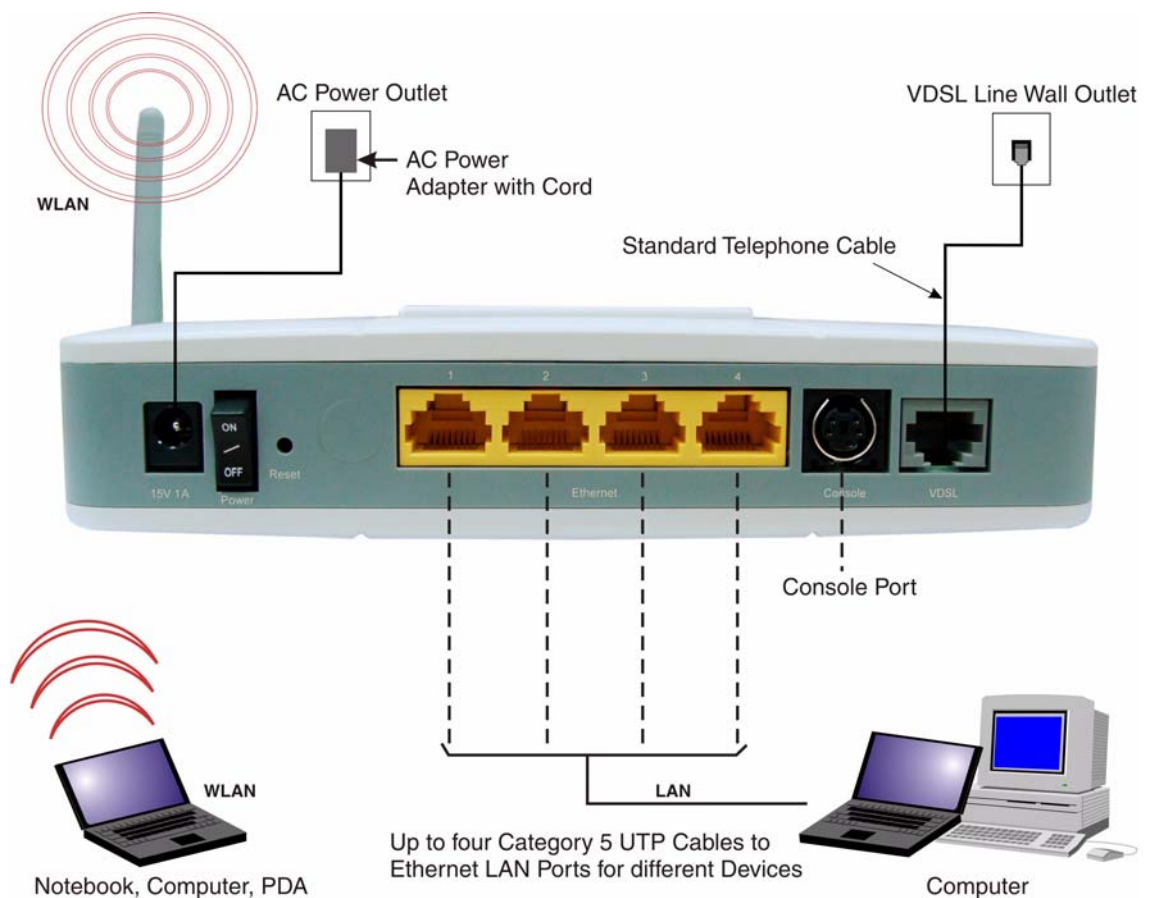 AC Power Outlet
VDSL Line Wall Outlet
AC Power
Adapter with Cord
WLAN
Standard Telephone Cable
1 2 3 4
ON
OFF
15V 1A
Power
Reset
Ethernet
Console
VDSL
Console Port
WLAN
LAN
Up to four Category 5 UTP Cables to
Ethernet LAN Ports for different Devices
Notebook, Computer, PDA
Computer